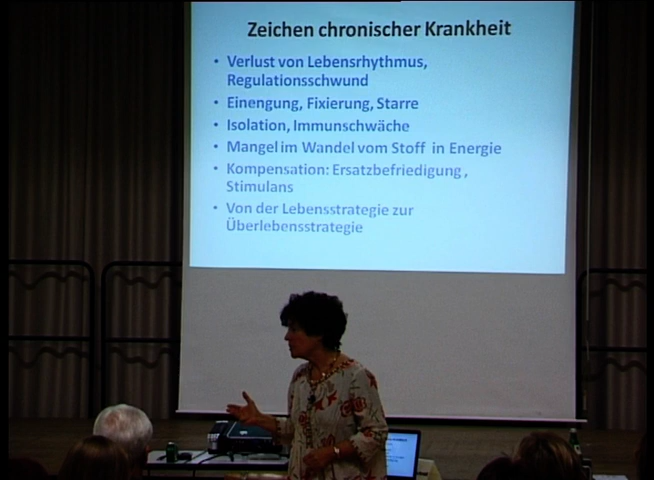 Zeichen chronischer Krankheit
• Verlust von Lebensrhythmus,
Regulationsschwund
• Einengung, Fixierung, Starre
• Isolation, Immunschwäche
• Mangel im Wandel vom Stoff in Energie
• Kompensation: Ersatzbefriedigung,
Stimulans
• Von der Lebensstrategie zur
Überlebensstrategie